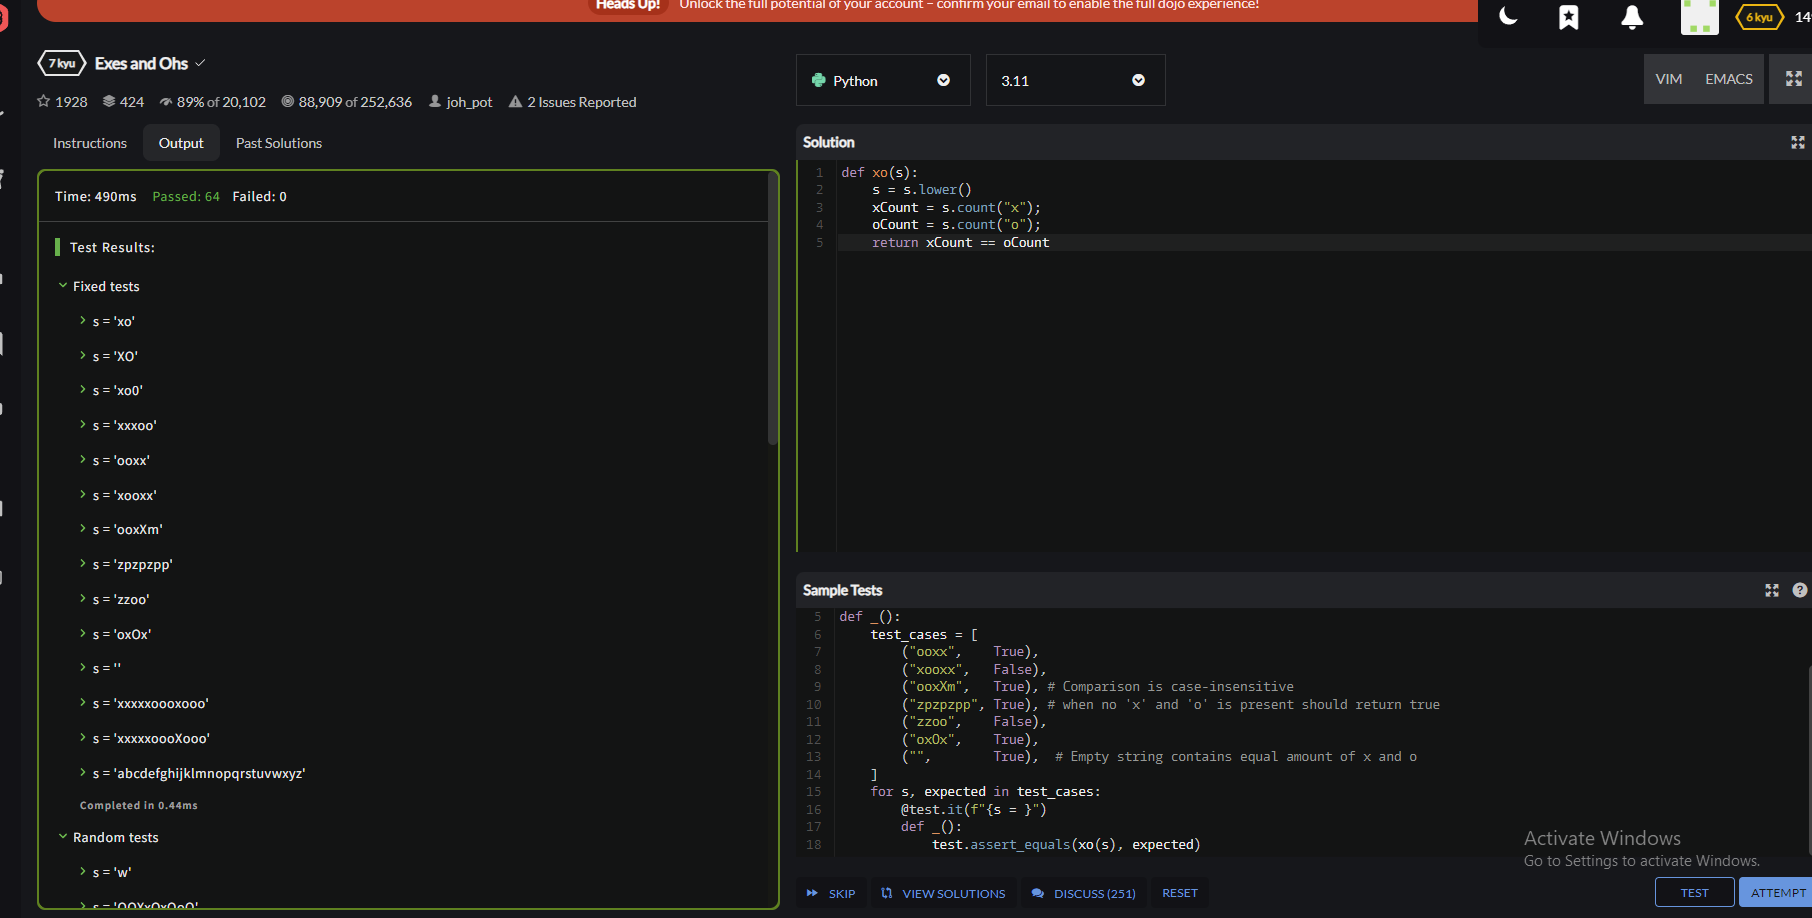 Heads Up! Unlock the full potential of your account – confirm your email to enable the full dojo experience!
6 kyu
7 kyu Exes and Ohs
1928 424 89% of 20,102 88,909 of 252,636 joh_pot 2 Issues Reported
Instructions Output Past Solutions
Time: 490ms Passed: 64 Failed: 0
Test Results:
Fixed tests
s = 'xo'
s = 'XO'
s = 'xo0'
s = 'xxxoo'
s = 'ooxx'
s = 'xooxx'
s = 'ooxXm'
s = 'zpzpzpp'
s = 'zzoo'
s = 'oxOx'
s = ''
s = 'xxxxxoooxooo'
s = 'xxxxxoooXooo'
s = 'abcdefghijklmnopqrstuvwxyz'
Completed in 0.44ms
Random tests
s = 'w'
Python 3.11
VIM EMACS
Solution
1 def xo(s):
2 s = s.lower()
3 xCount = s.count("x");
4 oCount = s.count("o");
5 return xCount == oCount
Sample Tests
5 def _():
6 test_cases = [
7 ("ooxx", True),
8 ("xooxx", False),
9 ("ooxXm", True), # Comparison is case-insensitive
10 ("zpzpzpp", True), # when no 'x' and 'o' is present should return true
11 ("zzoo", False),
12 ("oxOx", True),
13 ("", True), # Empty string contains equal amount of x and o
14 ]
15 for s, expected in test_cases:
16 @test.it(f"{s = }")
17 def _():
18 test.assert_equals(xo(s), expected)
Activate Windows
Go to Settings to activate Windows.
SKIP VIEW SOLUTIONS DISCUSS (251) RESET TEST ATTEMPT